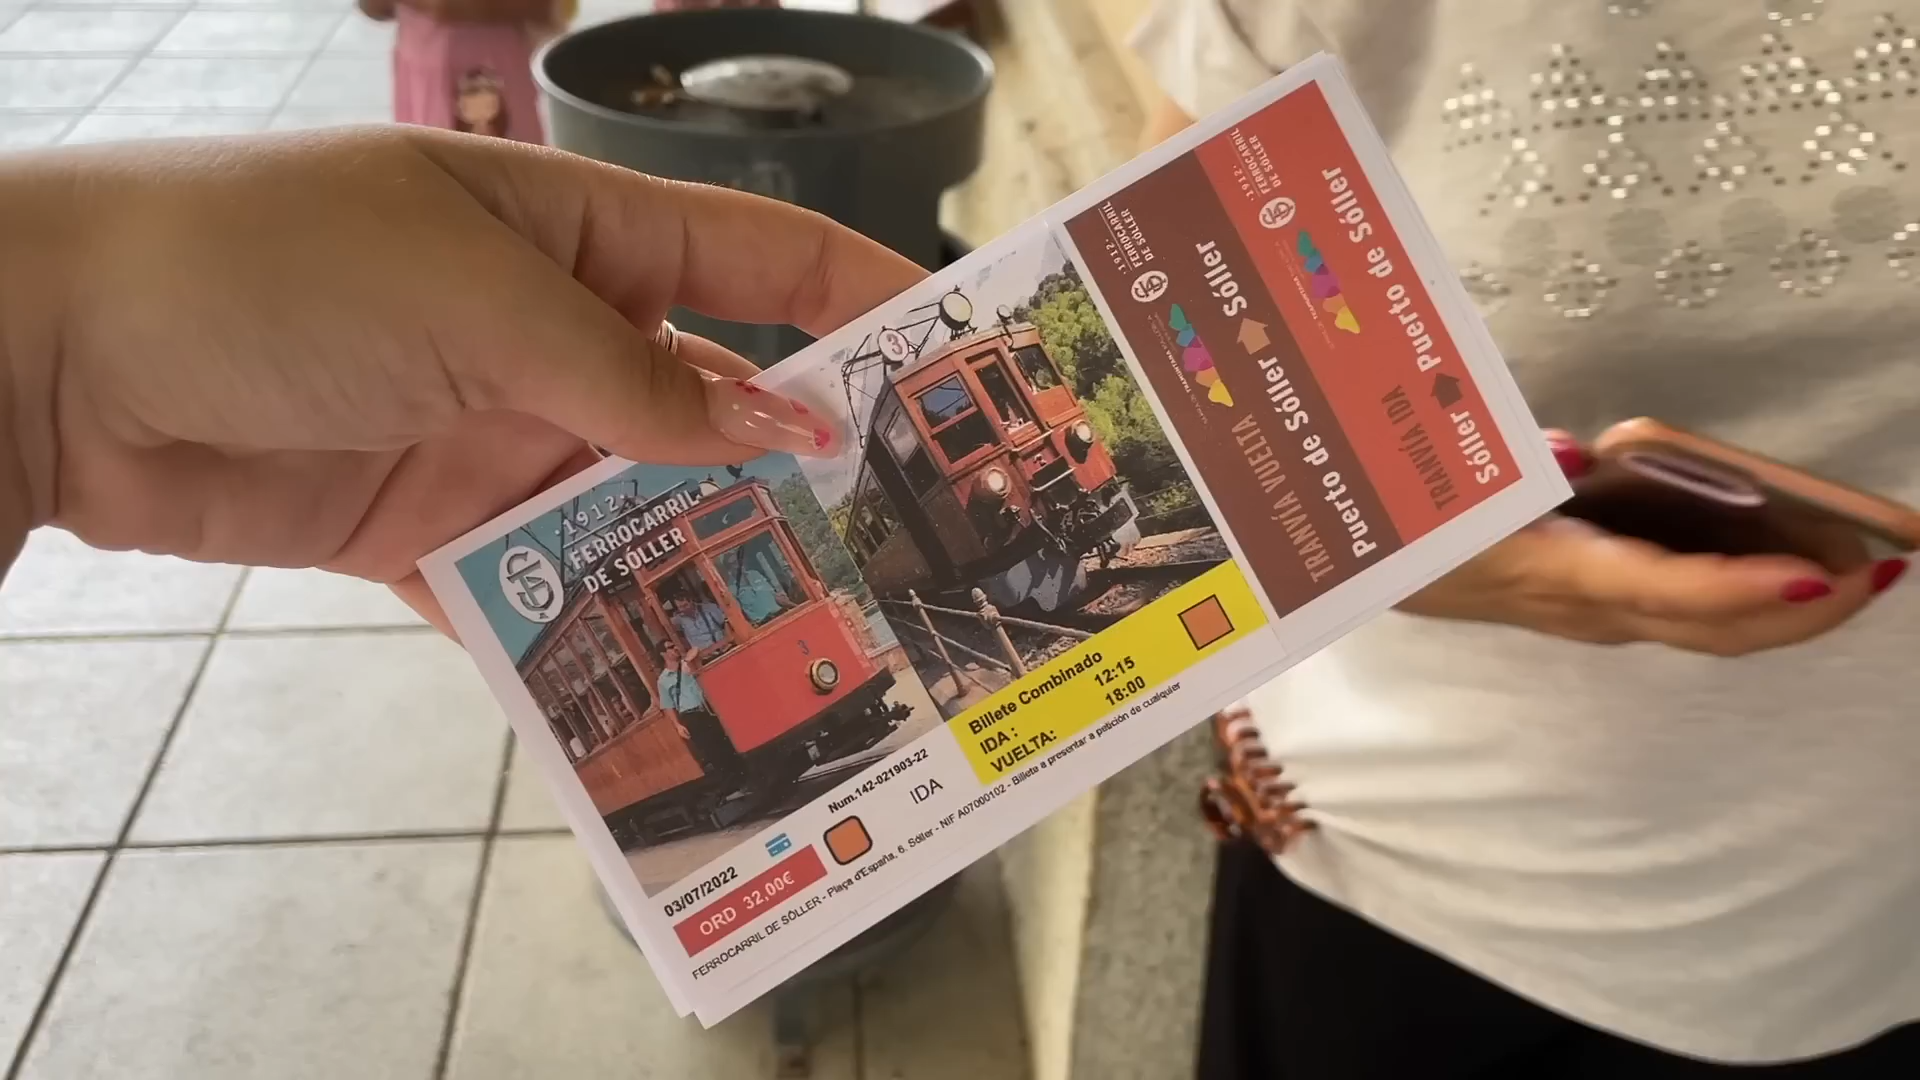 ·1912·
FERROCARRIL
DE SÓLLER
3
3
03/07/2022
Num.142-021903-22
ORD 32,00€
IDA
Billete Combinado
IDA : 12:15
VUELTA: 18:00
FERROCARRIL DE SÓLLER - Plaça d'España, 6. Sóller - NIF A07000102 - Billete a presentar a petición de cualquier
·1912·
FERROCARRIL
DE SÓLLER
TRANVÍA VUELTA
Puerto de Sóller
Sóller
·1912·
FERROCARRIL
DE SÓLLER
TRANVÍA IDA
Sóller
Puerto de Sóller